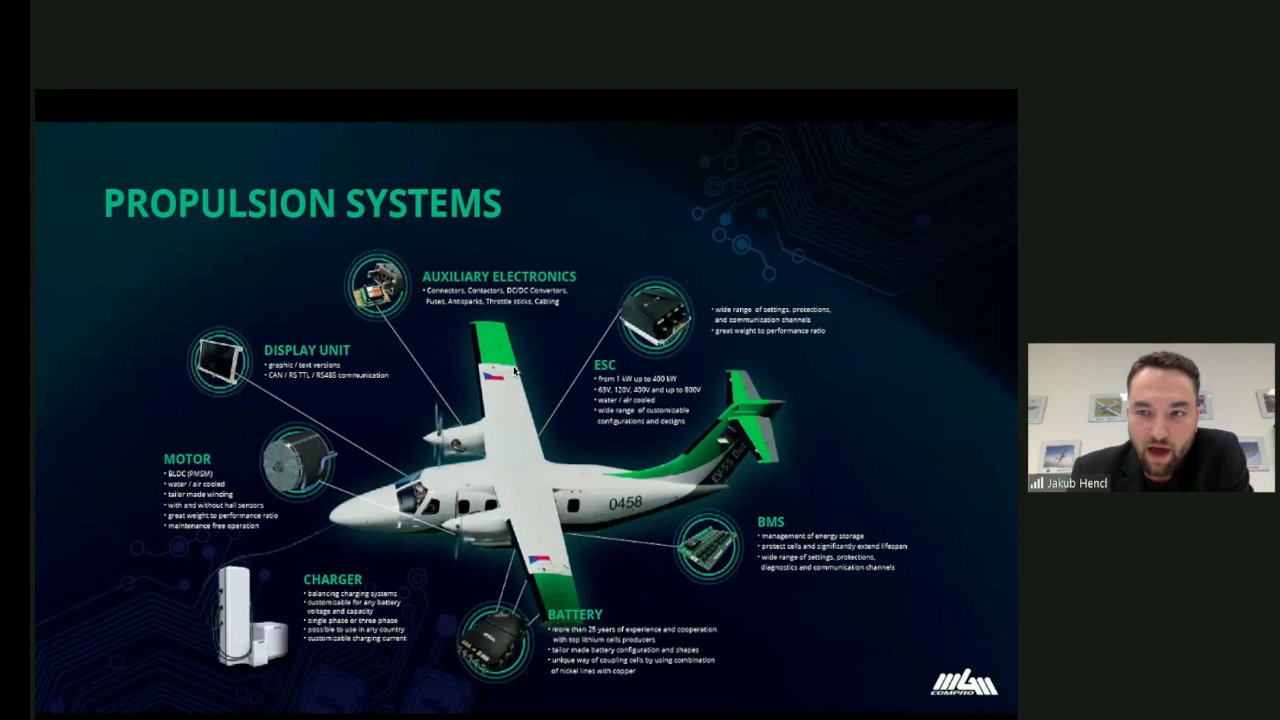 PROPULSION SYSTEMS
AUXILIARY ELECTRONICS
• Connectors, Contactors, DC/DC Convertors,
Fuses, Antisparks, Throttle sticks, Cabling
• wide range of settings, protections,
and communication channels
• great weight to performance ratio
DISPLAY UNIT
• graphic / text versions
• CAN / RS TTL / RS485 communication
ESC
• from 1 kW up to 400 kW
• 63V, 120V, 400V and up to 800V
• water / air cooled
• wide range of customizable
configurations and designs
MOTOR
• BLDC (PMSM)
• water / air cooled
• tailor made winding
• with and without hall sensors
• great weight to performance ratio
• maintenance free operation
0458
BMS
• management of energy storage
• protect cells and significantly extend lifespan
• wide range of settings, protections,
diagnostics and communication channels
CHARGER
• balancing charging systems
• customizable for any battery
voltage and capacity
• single phase or three phase
• possible to use in any country
• customizable charging current
BATTERY
• more than 25 years of experience and cooperation
with top lithium cells producers
• tailor made battery configuration and shapes
• unique way of coupling cells by using combination
of nickel lines with copper
MGM
COMPRO
Jakub Hencl